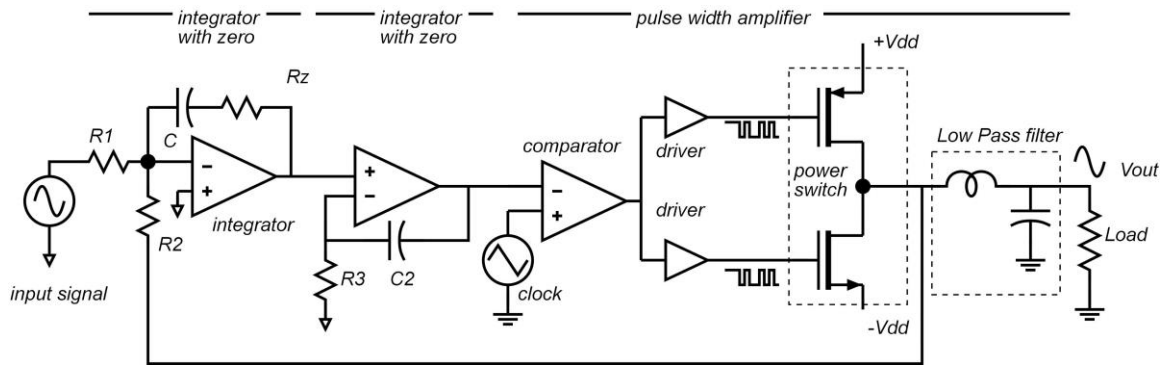 integrator
with zero
integrator
with zero
pulse width amplifier
+Vdd
Rz
C
R1
comparator
driver
Low Pass filter
Vout
power
switch
-
+
integrator
+
-
-
+
driver
R2
R3
C2
clock
Load
input signal
-Vdd